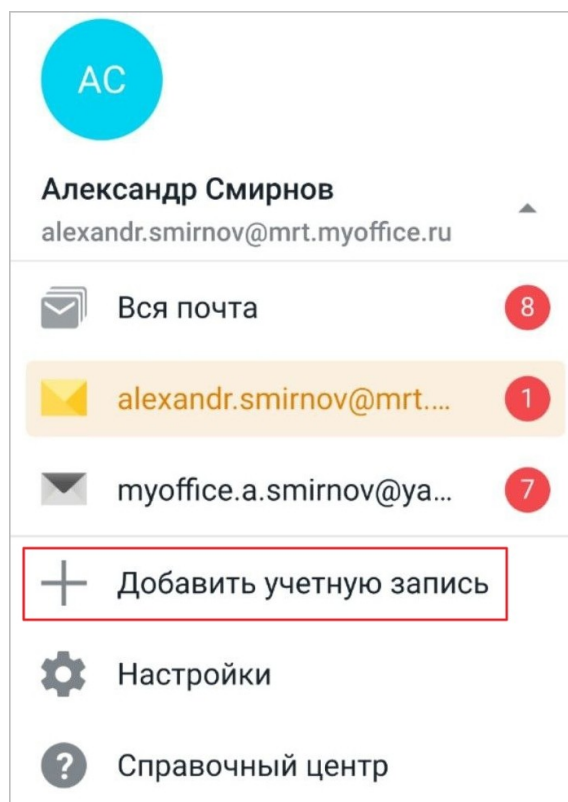 АС
Александр Смирнов
alexandr.smirnov@mrt.myoffice.ru
Вся почта 8
alexandr.smirnov@mrt.... 1
myoffice.a.smirnov@ya... 7
Добавить учетную запись
Настройки
? Справочный центр